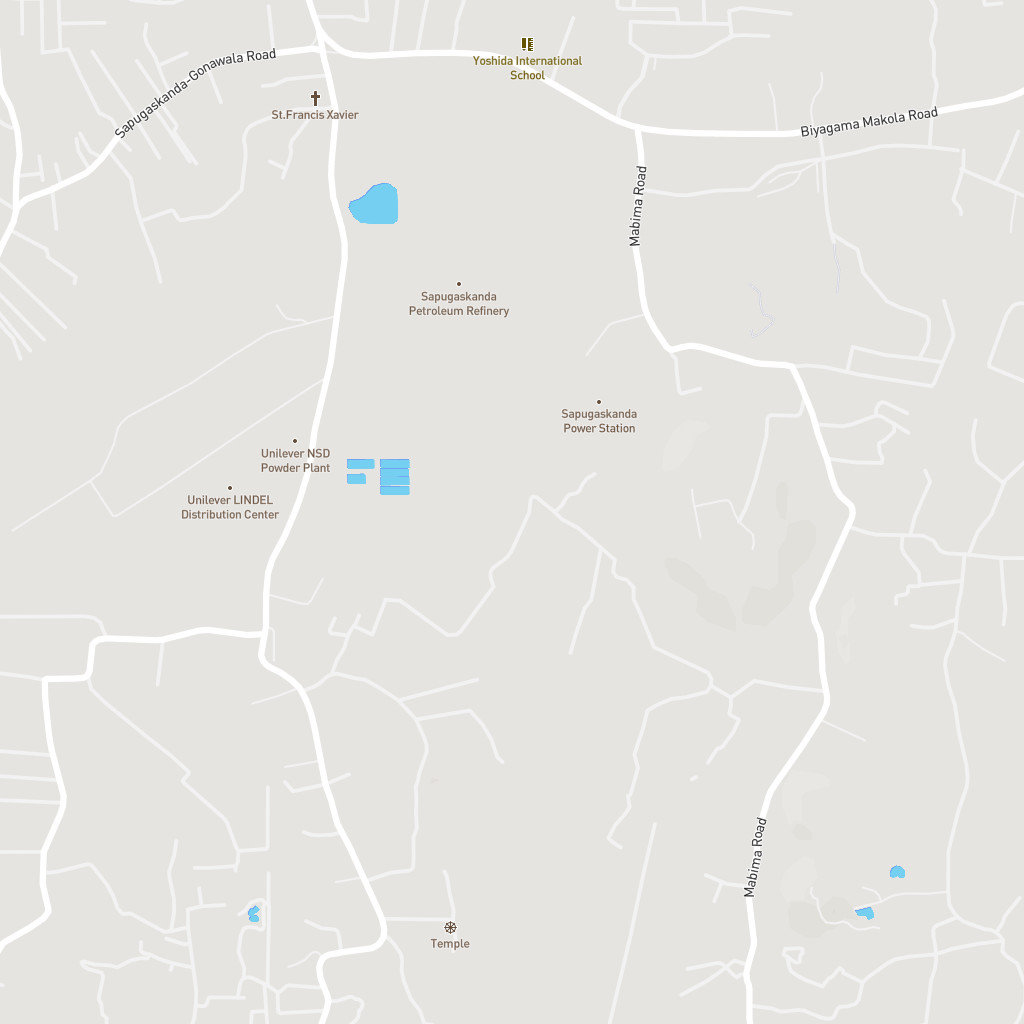 Sapugaskanda-Gonawala Road
Yoshida International
School
St.Francis Xavier
Biyagama Makola Road
Mabima Road
Sapugaskanda
Petroleum Refinery
Sapugaskanda
Power Station
Unilever NSD
Powder Plant
Unilever LINDEL
Distribution Center
Mabima Road
Temple